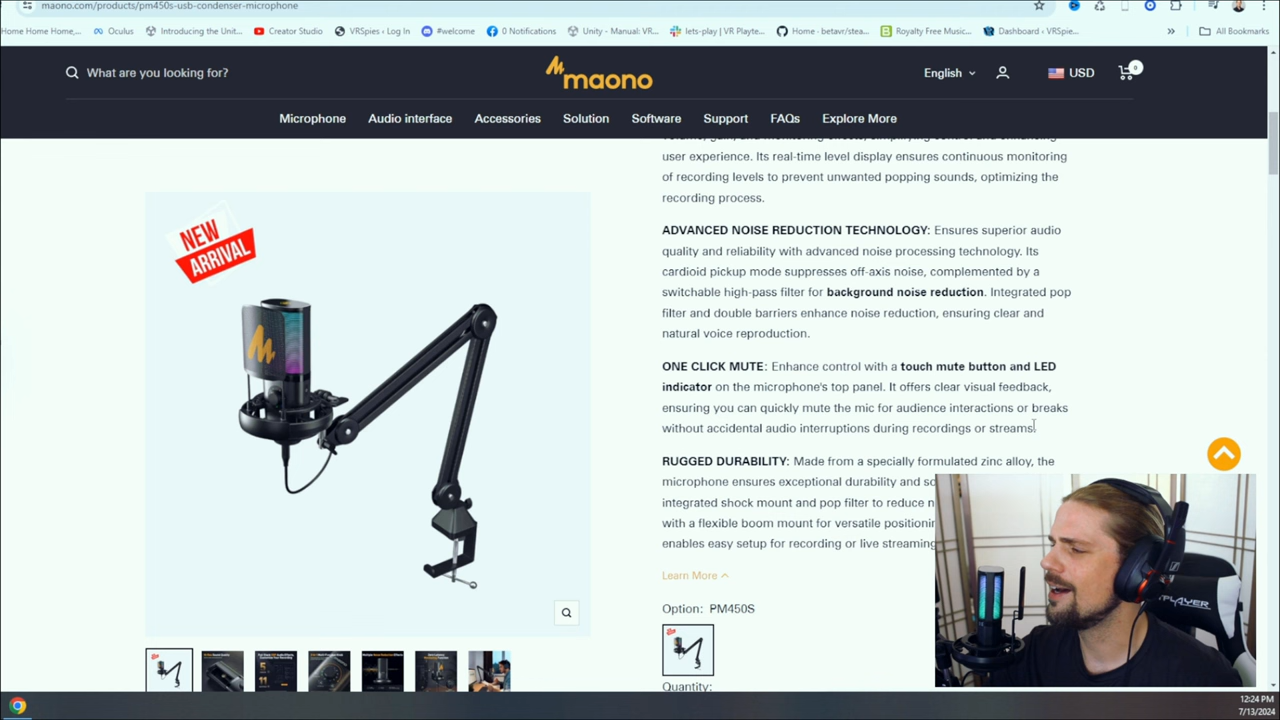 maono.com/products/pm450s-usb-condenser-microphone
Home Home Home,...
Oculus
Introducing the Unit...
Creator Studio
VRSpies ‹ Log In
#welcome
0 Notifications
Unity - Manual: VR...
lets-play | VR Playte...
Home · betavr/stea...
Royalty Free Music...
Dashboard ‹ VRSpie...
»
All Bookmarks
What are you looking for?
maono
English
USD
0
Microphone
Audio interface
Accessories
Solution
Software
Support
FAQs
Explore More
user experience. Its real-time level display ensures continuous monitoring
of recording levels to prevent unwanted popping sounds, optimizing the
recording process.
NEW
ARRIVAL
ADVANCED NOISE REDUCTION TECHNOLOGY: Ensures superior audio
quality and reliability with advanced noise processing technology. Its
cardioid pickup mode suppresses off-axis noise, complemented by a
switchable high-pass filter for background noise reduction. Integrated pop
filter and double barriers enhance noise reduction, ensuring clear and
natural voice reproduction.
ONE CLICK MUTE: Enhance control with a touch mute button and LED
indicator on the microphone's top panel. It offers clear visual feedback,
ensuring you can quickly mute the mic for audience interactions or breaks
without accidental audio interruptions during recordings or streams.
RUGGED DURABILITY: Made from a specially formulated zinc alloy, the
microphone ensures exceptional durability and
integrated shock mount and pop filter to reduce
with a flexible boom mount for versatile
enables easy setup for recording or live streaming
Learn More
Option: PM450S
Quantity:
12:24 PM
7/13/2024